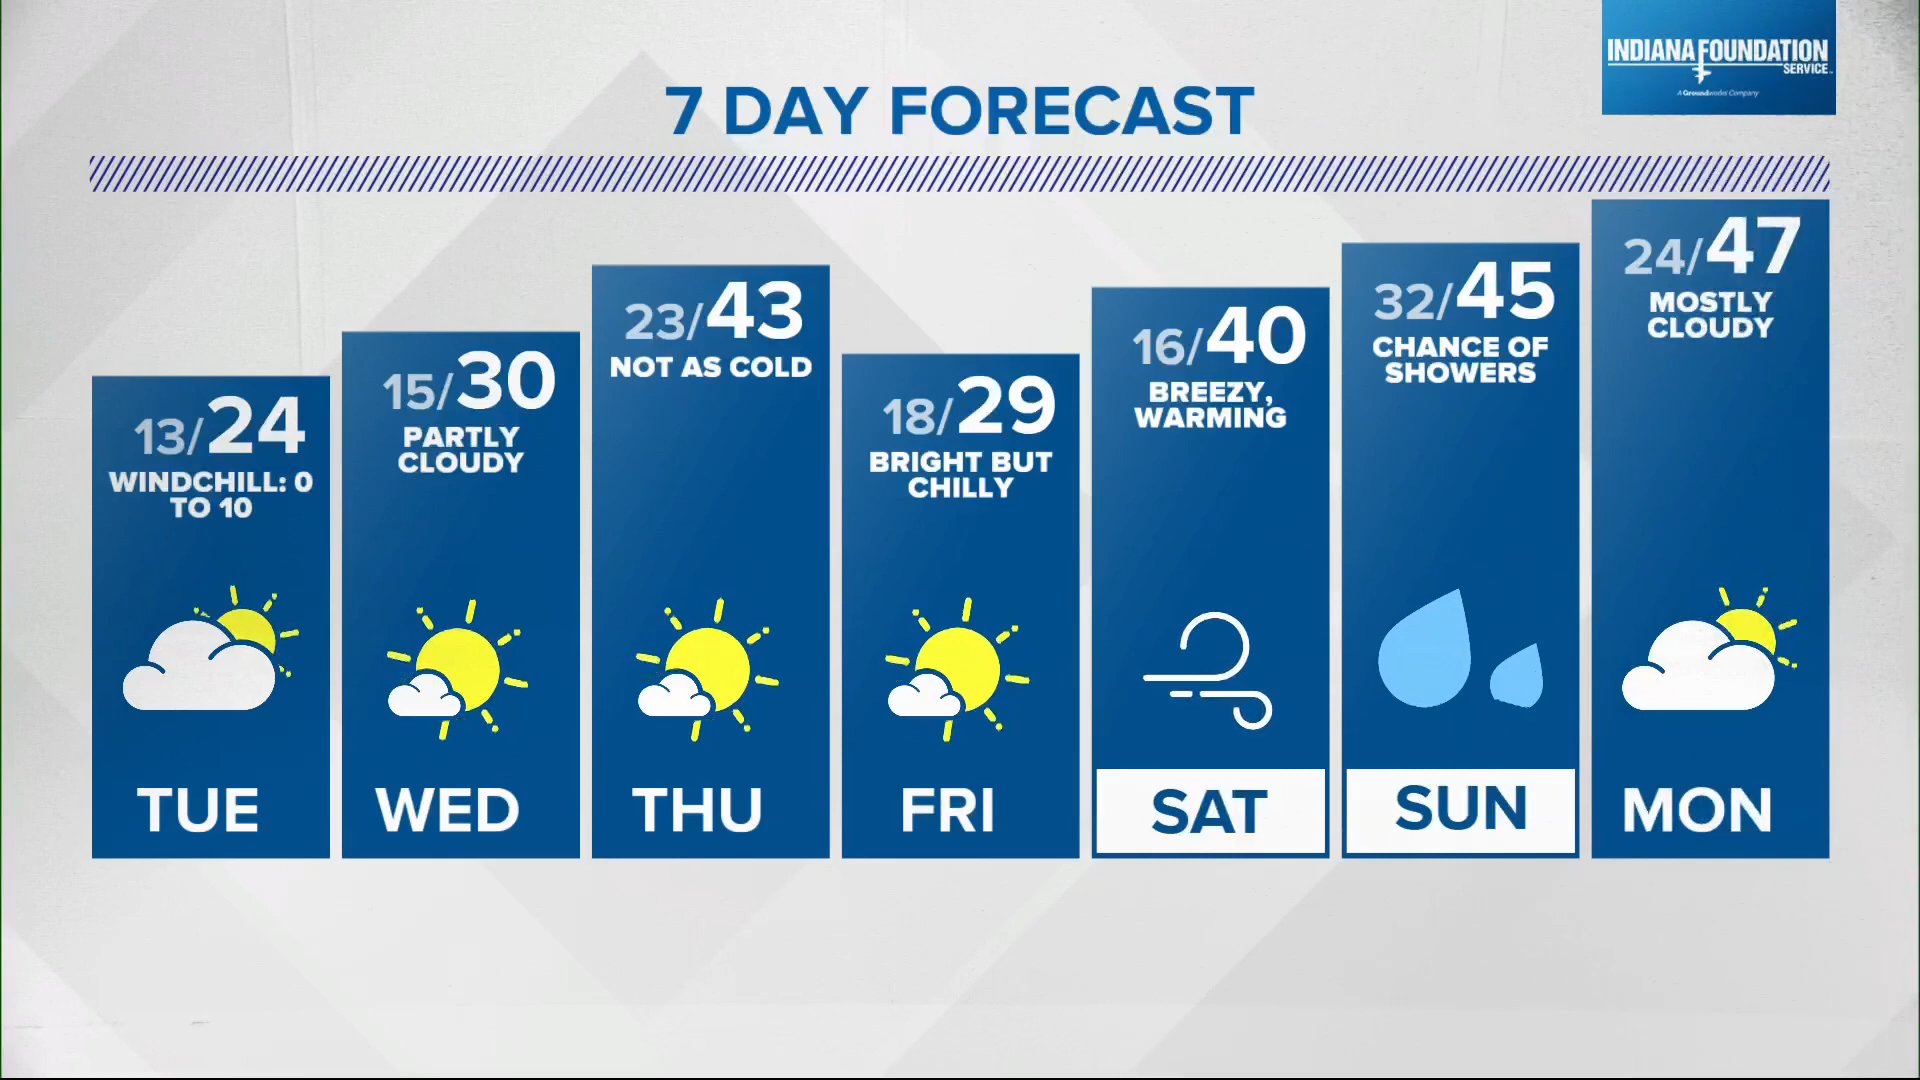 INDIANA FOUNDATION
SERVICE
A Groundworks Company
7 DAY FORECAST
13/24
WINDCHILL: 0
TO 10
TUE
15/30
PARTLY
CLOUDY
WED
23/43
NOT AS COLD
THU
18/29
BRIGHT BUT
CHILLY
FRI
16/40
BREEZY,
WARMING
SAT
32/45
CHANCE OF
SHOWERS
SUN
24/47
MOSTLY
CLOUDY
MON